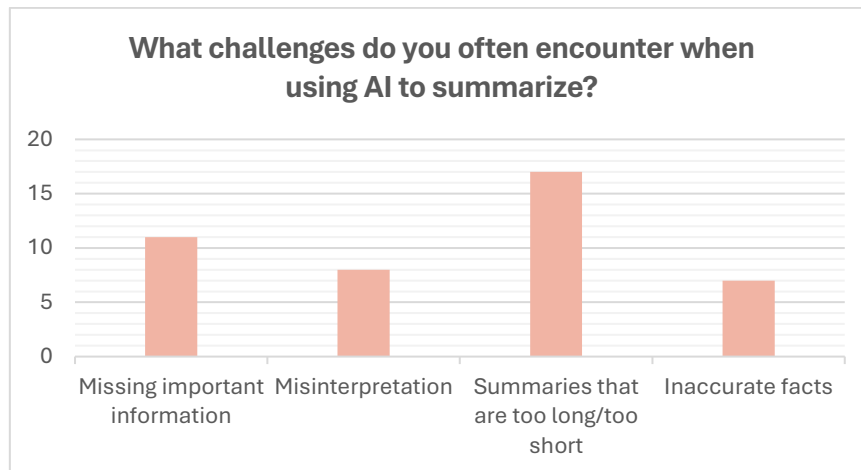 What challenges do you often encounter when
using AI to summarize?
20
15
10
5
0
Missing important
information
Misinterpretation
Summaries that
are too long/too
short
Inaccurate facts